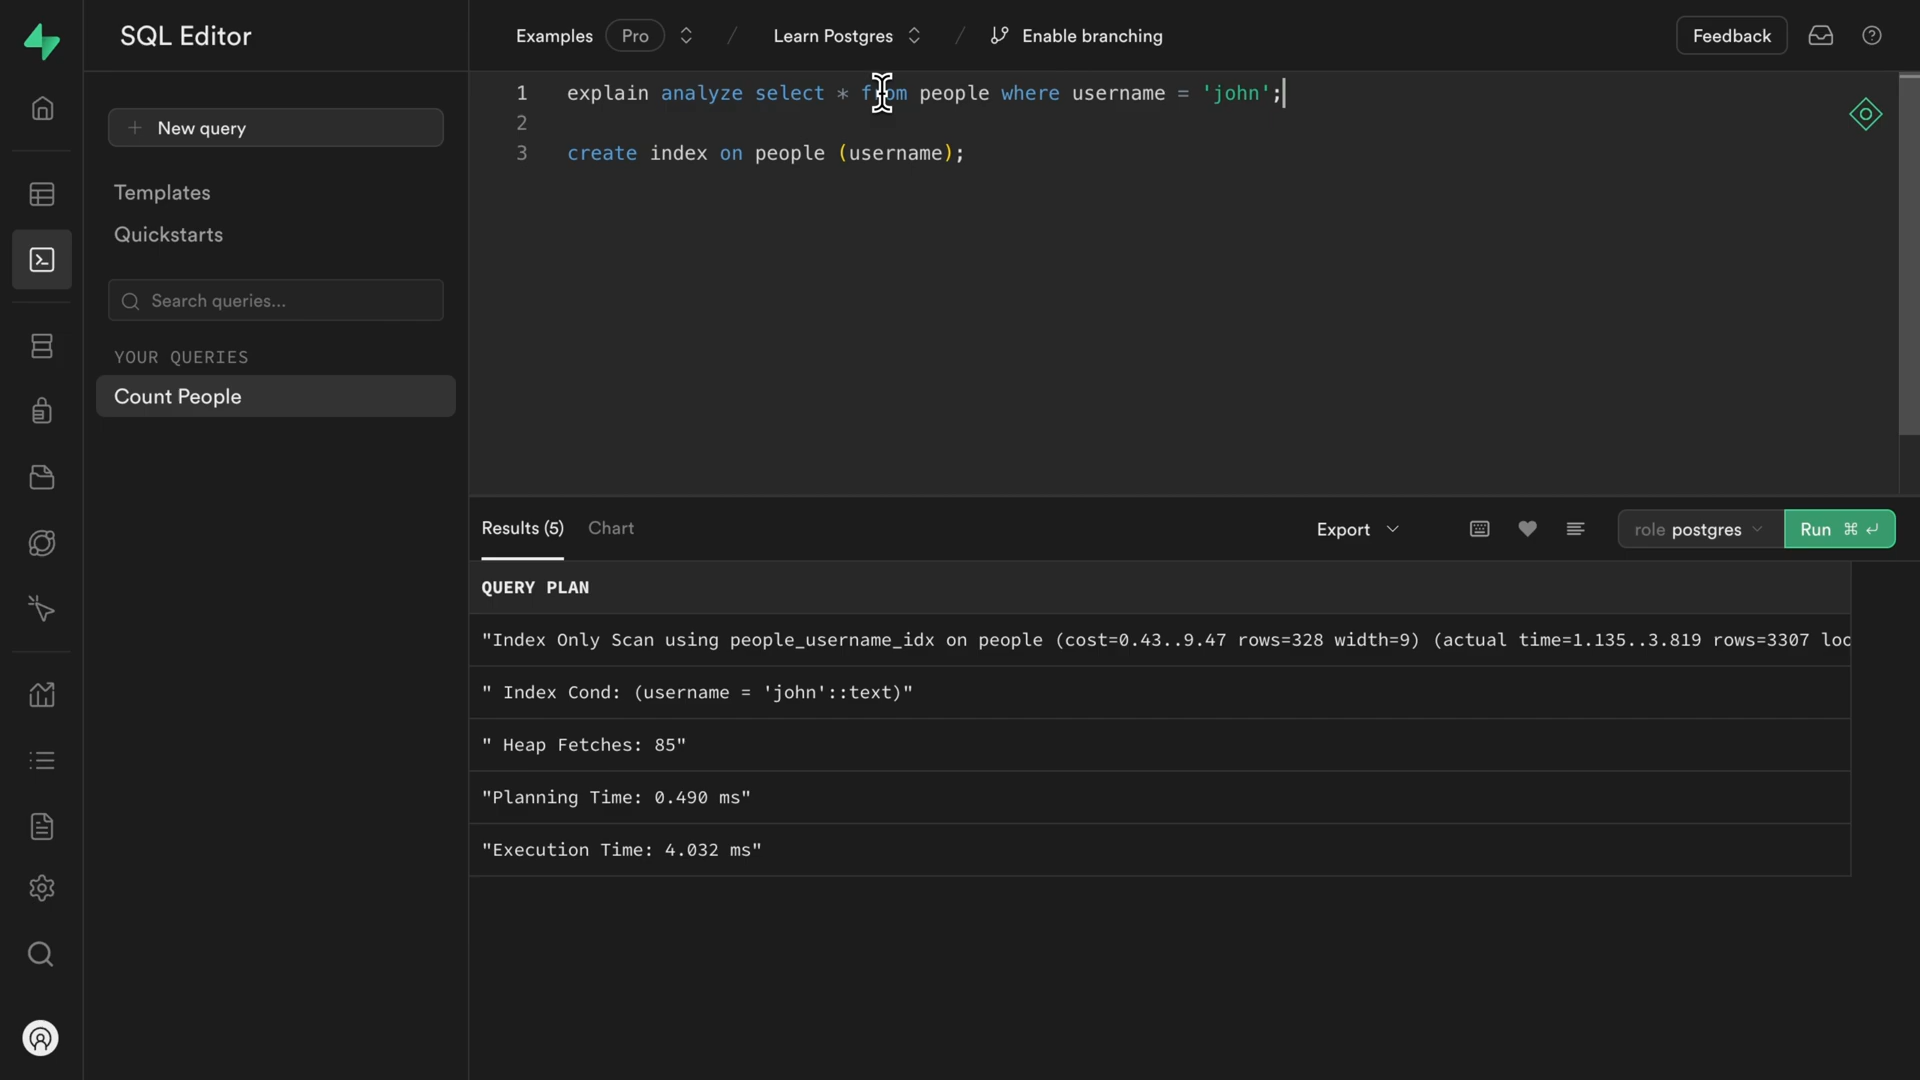 SQL Editor
Examples Pro / Learn Postgres / Enable branching
Feedback
New query
Templates
Quickstarts
Search queries...
YOUR QUERIES
Count People
1 explain analyze select * from people where username = 'john';
2
3 create index on people (username);
Results (5) Chart
Export
role postgres
Run ⌘ ↵
QUERY PLAN
"Index Only Scan using people_username_idx on people (cost=0.43..9.47 rows=328 width=9) (actual time=1.135..3.819 rows=3307 loo
" Index Cond: (username = 'john'::text)"
" Heap Fetches: 85"
"Planning Time: 0.490 ms"
"Execution Time: 4.032 ms"